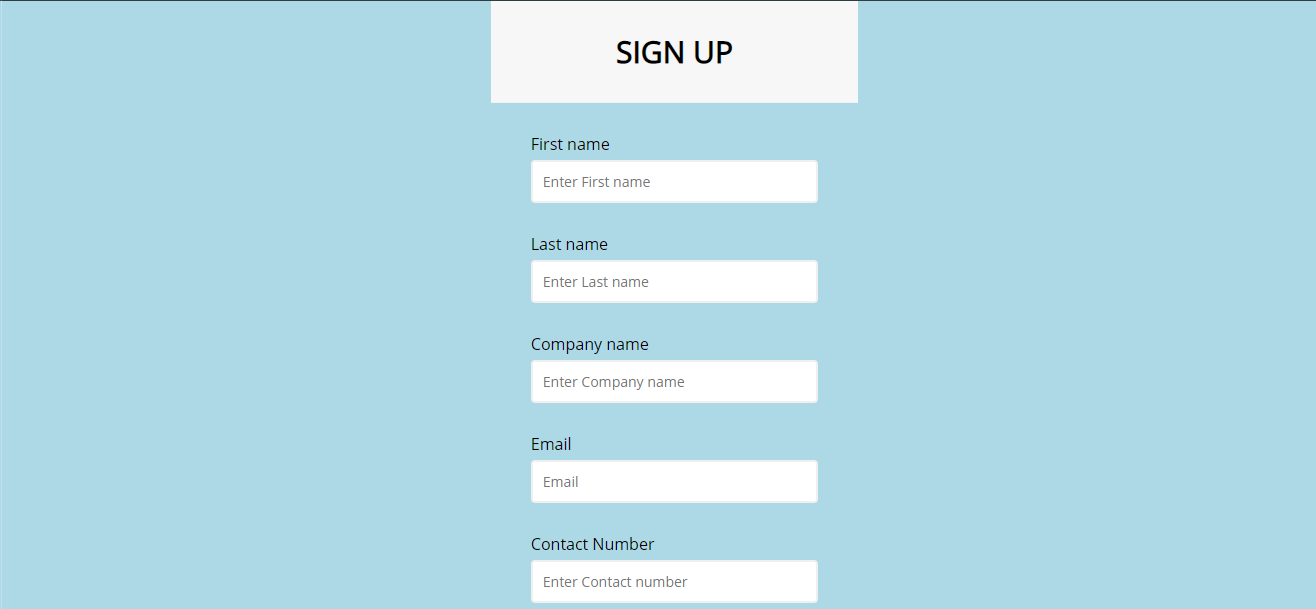 SIGN UP
First name
Enter First name
Last name
Enter Last name
Company name
Enter Company name
Email
Email
Contact Number
Enter Contact number